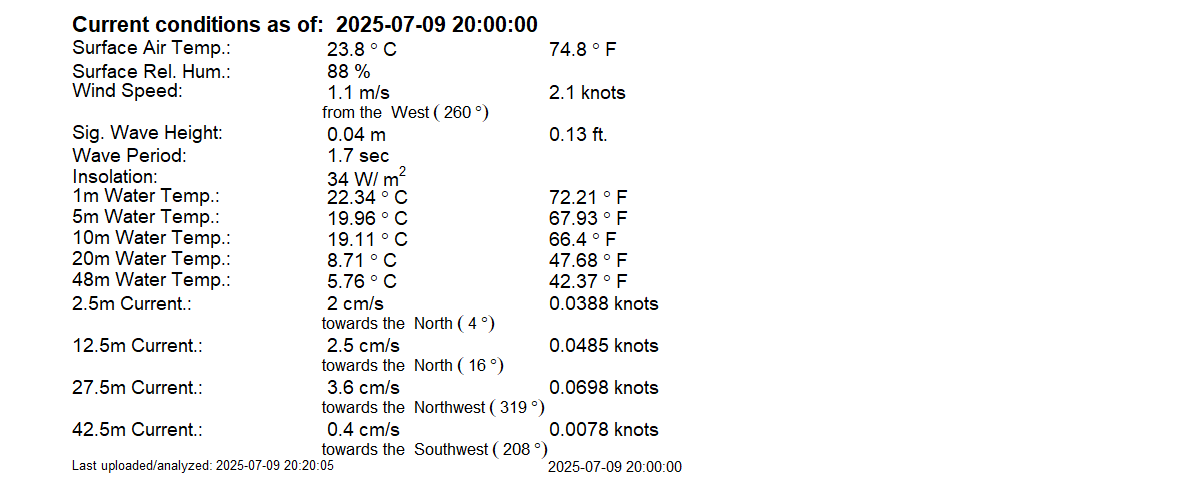 Current conditions as of: 2025-07-09 20:00:00
Surface Air Temp.: 23.8 ° C 74.8 ° F
Surface Rel. Hum.: 88 %
Wind Speed: 1.1 m/s 2.1 knots
from the West ( 260 °)
Sig. Wave Height: 0.04 m 0.13 ft.
Wave Period: 1.7 sec
Insolation: 34 W/ m²
1m Water Temp.: 22.34 ° C 72.21 ° F
5m Water Temp.: 19.96 ° C 67.93 ° F
10m Water Temp.: 19.11 ° C 66.4 ° F
20m Water Temp.: 8.71 ° C 47.68 ° F
48m Water Temp.: 5.76 ° C 42.37 ° F
2.5m Current.: 2 cm/s 0.0388 knots
towards the North ( 4 °)
12.5m Current.: 2.5 cm/s 0.0485 knots
towards the North ( 16 °)
27.5m Current.: 3.6 cm/s 0.0698 knots
towards the Northwest ( 319 °)
42.5m Current.: 0.4 cm/s 0.0078 knots
towards the Southwest ( 208 °)
Last uploaded/analyzed: 2025-07-09 20:20:05 2025-07-09 20:00:00